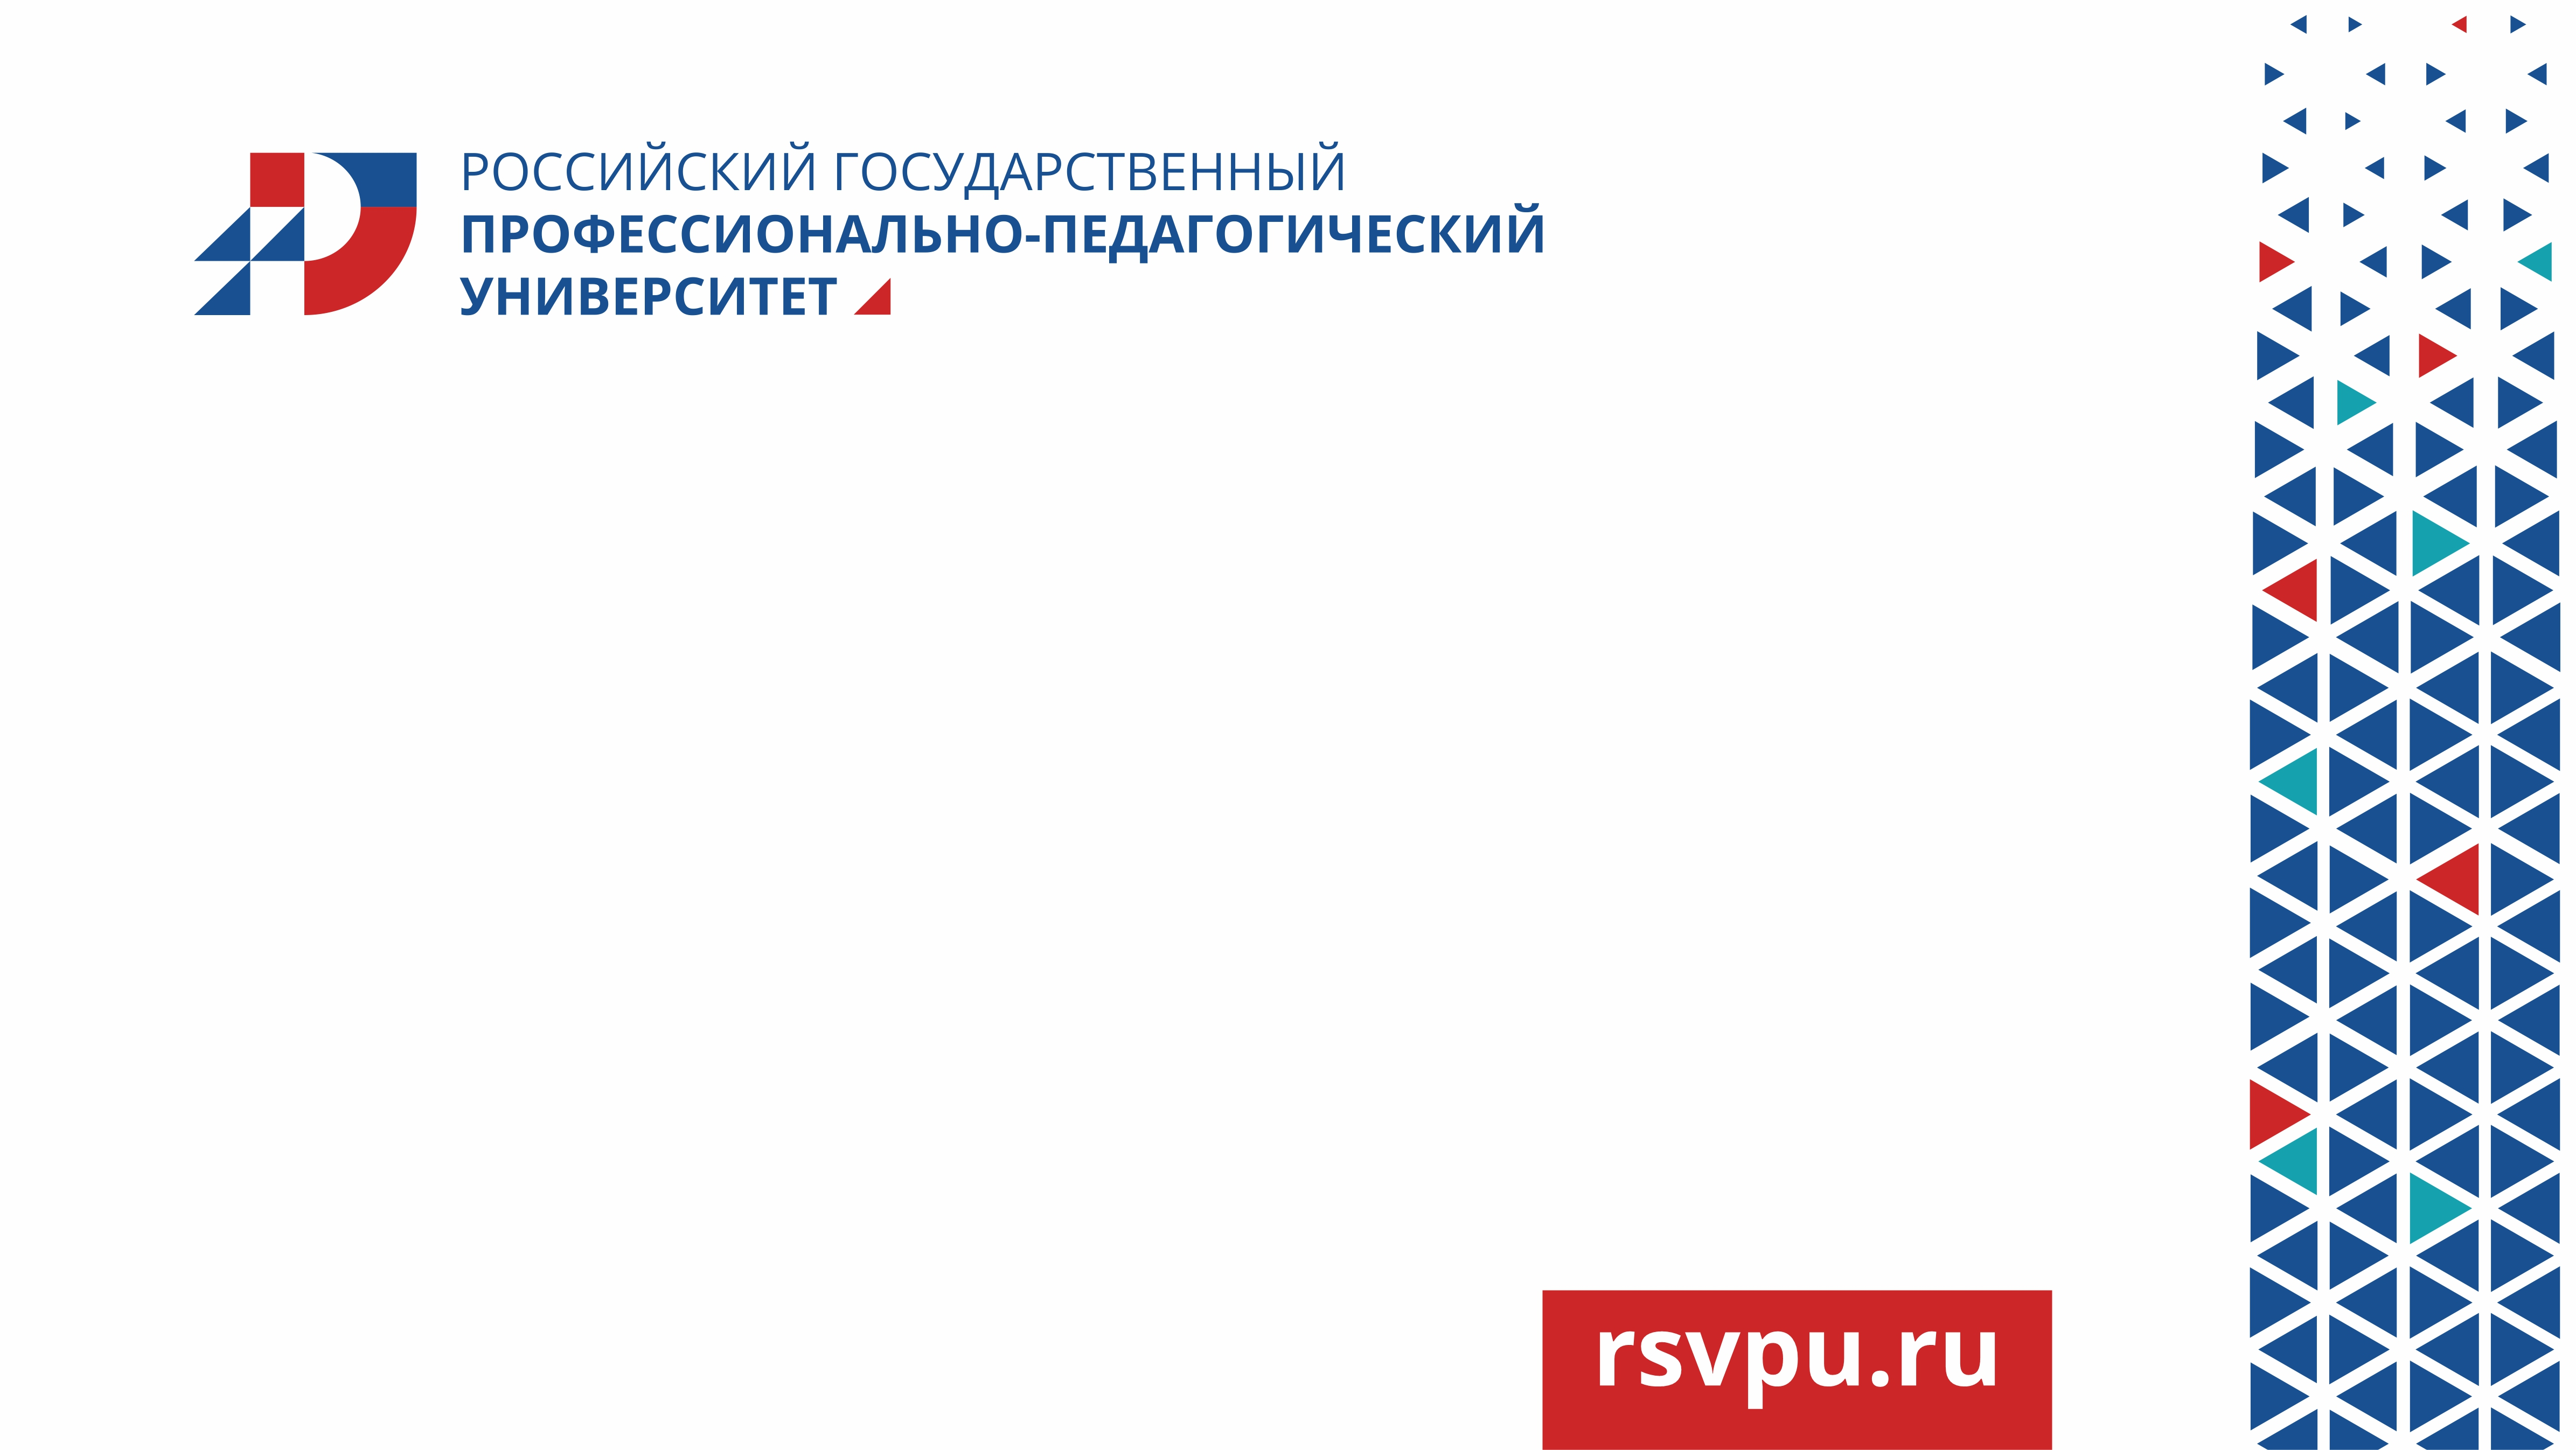 РОССИЙСКИЙ ГОСУДАРСТВЕННЫЙ
ПРОФЕССИОНАЛЬНО-ПЕДАГОГИЧЕСКИЙ
УНИВЕРСИТЕТ
rsvpu.ru